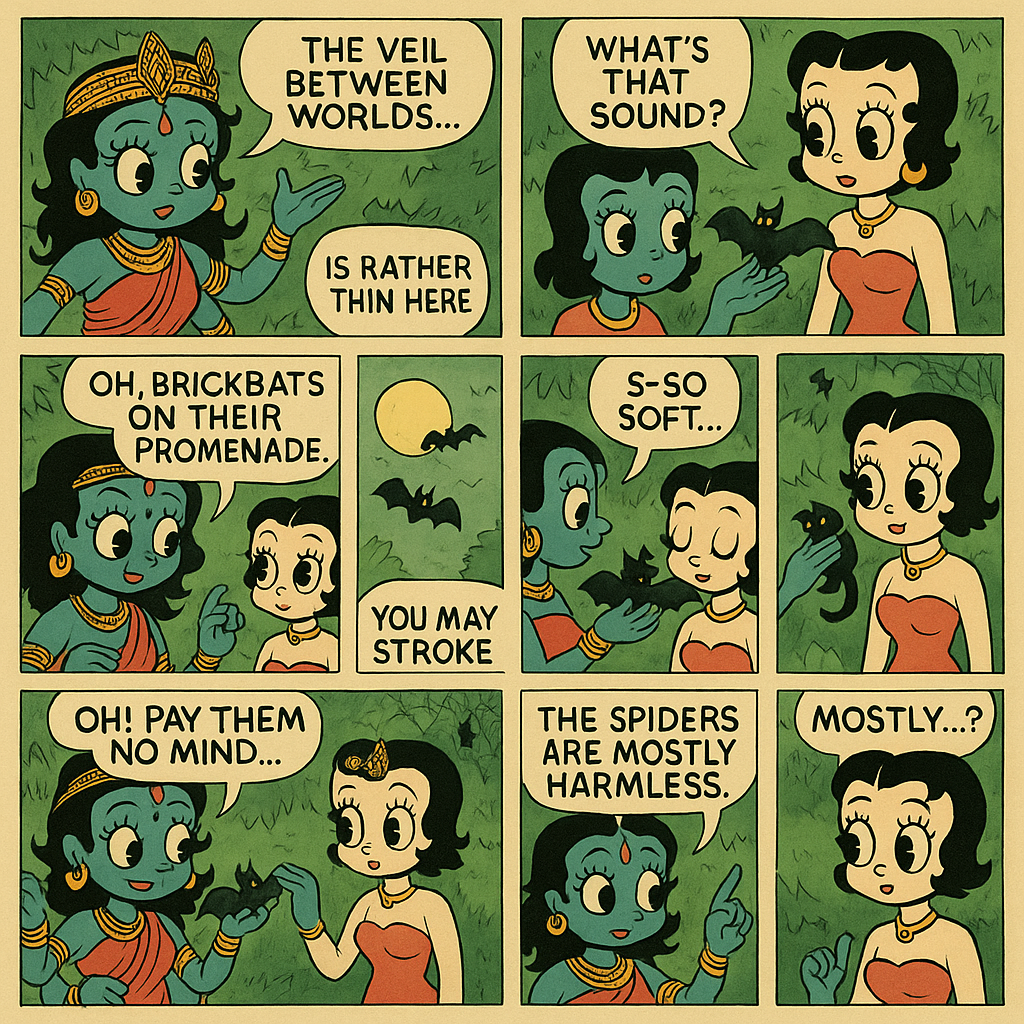 THE VEIL
BETWEEN
WORLDS...
IS RATHER
THIN HERE
WHAT'S
THAT
SOUND?
OH, BRICKBATS
ON THEIR
PROMENADE.
YOU MAY
STROKE
S-SO
SOFT...
OH! PAY THEM
NO MIND...
THE SPIDERS
ARE MOSTLY
HARMLESS.
MOSTLY...?